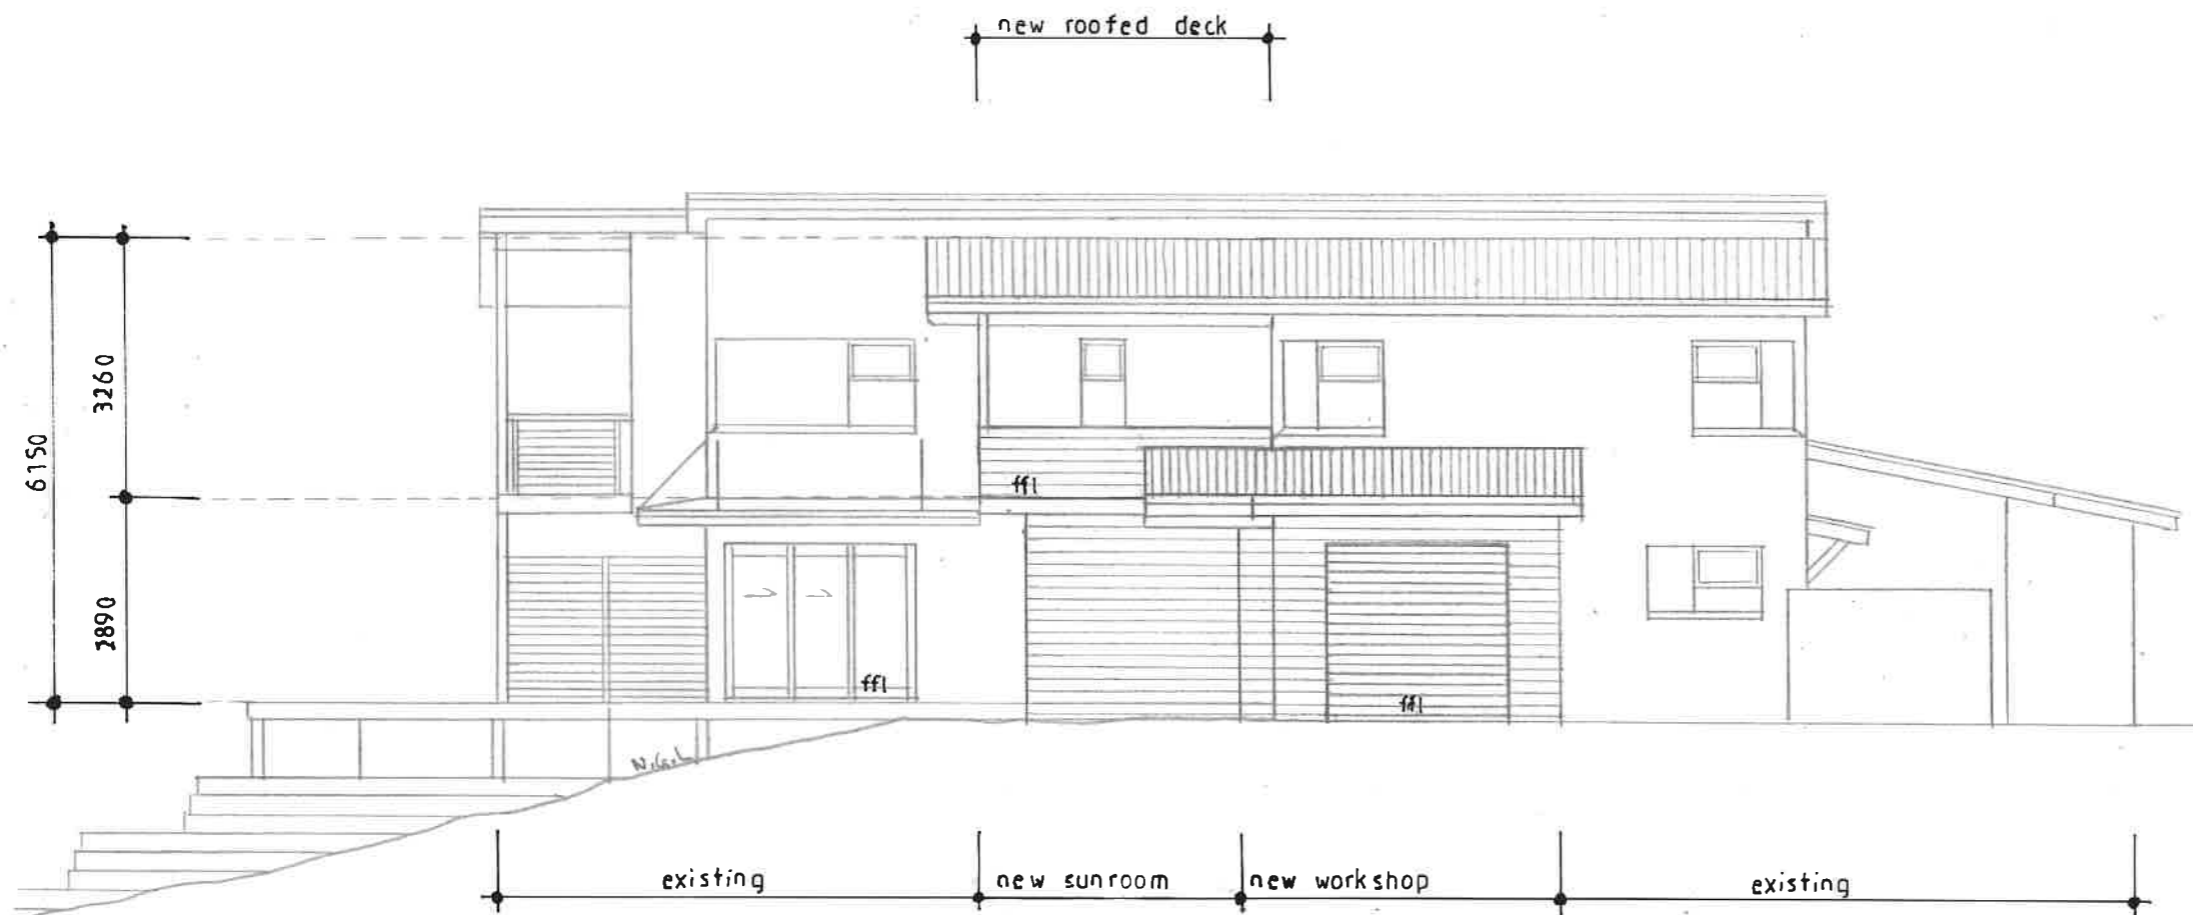 new roofed deck
3260
6150
ffl
2890
ffl
ffl
N.G.L
existing
new sunroom
new workshop
existing